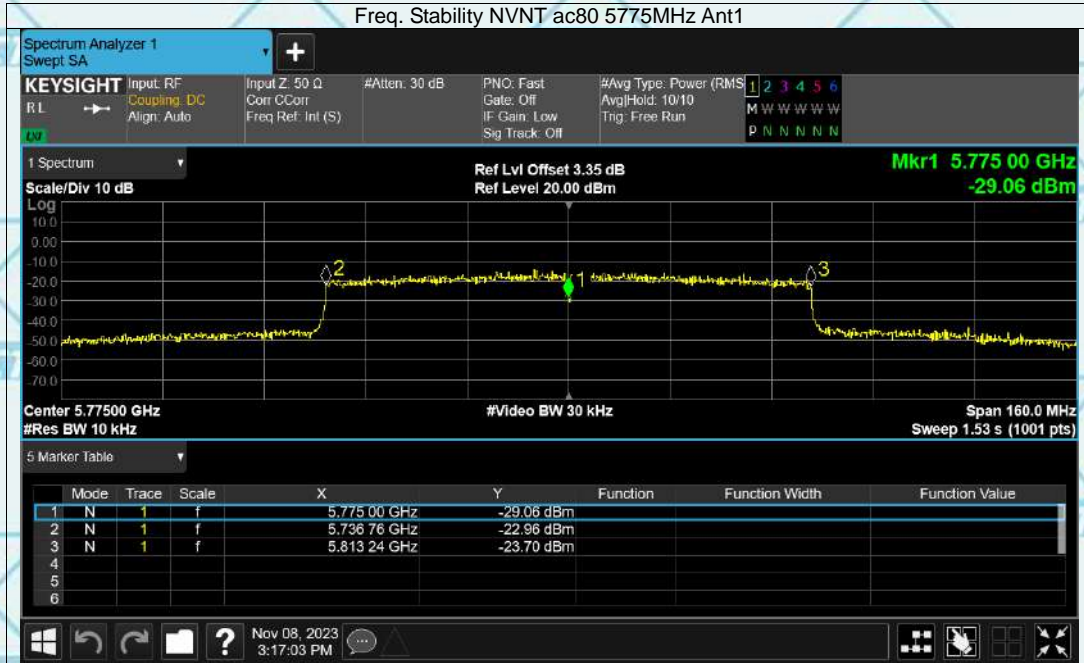 Freq. Stability NVNT ac80 5775MHz Ant1
Spectrum Analyzer 1
Swept SA
+
KEYSIGHT Input: RF Input Z: 50 Ω #Atten: 30 dB PNO: Fast #Avg Type: Power (RMS 1 2 3 4 5 6
RL Coupling: DC Corr CCorr Gate: Off Avg|Hold: 10/10 M W W W W W
Align: Auto Freq Ref: Int (S) IF Gain: Low Trig: Free Run
LXI Sig Track: Off P N N N N N
1 Spectrum Ref Lvl Offset 3.35 dB Mkr1 5.775 00 GHz
Scale/Div 10 dB Ref Level 20.00 dBm -29.06 dBm
Log
10.0
0.00
-10.0
-20.0
-30.0
-40.0
-50.0
-60.0
-70.0
2 1 3
Center 5.77500 GHz #Video BW 30 kHz Span 160.0 MHz
#Res BW 10 kHz Sweep 1.53 s (1001 pts)
5 Marker Table
Mode Trace Scale X Y Function Function Width Function Value
1 N 1 f 5.775 00 GHz -29.06 dBm
2 N 1 f 5.736 76 GHz -22.96 dBm
3 N 1 f 5.813 24 GHz -23.70 dBm
4
5
6
? Nov 08, 2023
3:17:03 PM